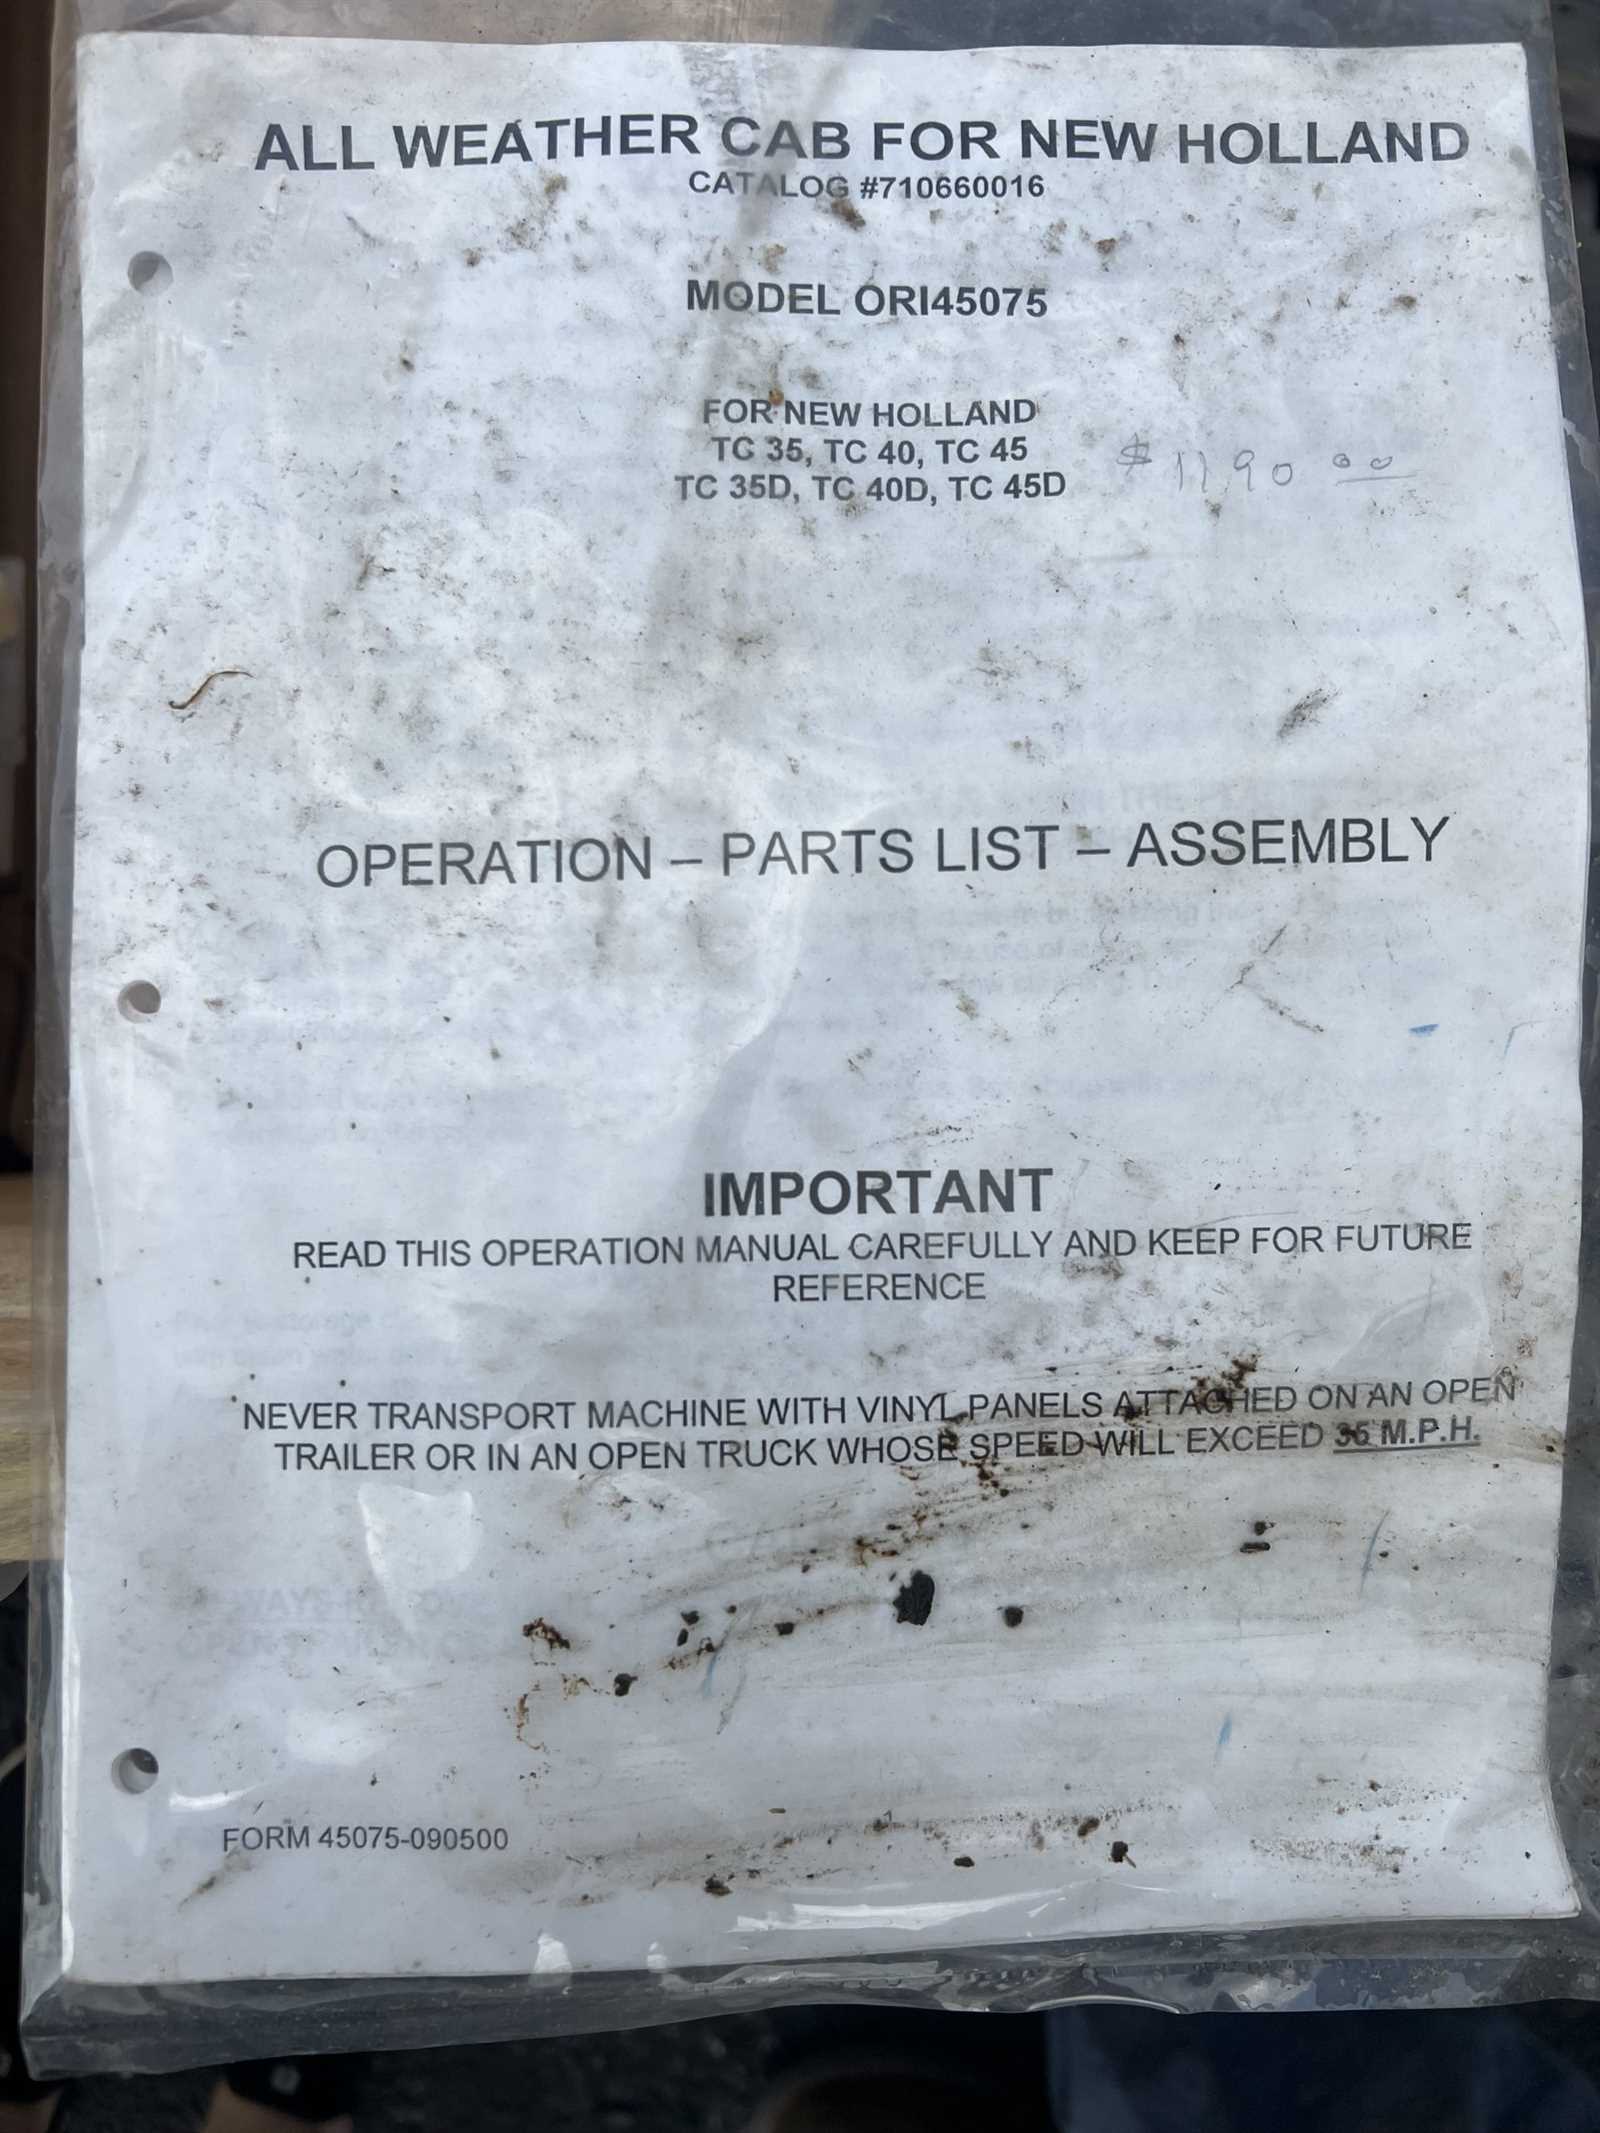 ALL WEATHER CAB FOR NEW HOLLAND
CATALOG #710660016
MODEL ORI45075
FOR NEW HOLLAND
TC 35, TC 40, TC 45
TC 35D, TC 40D, TC 45D
$ 1190 00
OPERATION – PARTS LIST – ASSEMBLY
IMPORTANT
READ THIS OPERATION MANUAL CAREFULLY AND KEEP FOR FUTURE
REFERENCE
NEVER TRANSPORT MACHINE WITH VINYL PANELS ATTACHED ON AN OPEN
TRAILER OR IN AN OPEN TRUCK WHOSE SPEED WILL EXCEED 35 M.P.H.
1
FORM 45075-090500